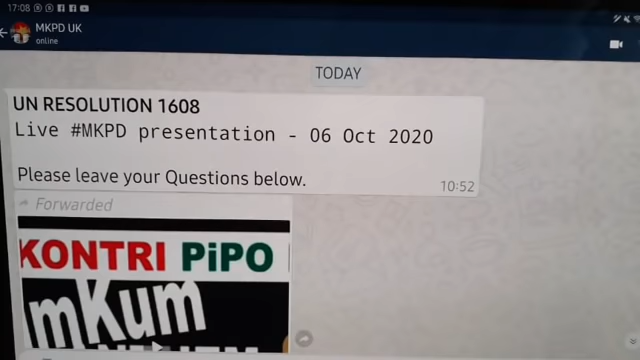 17:08
MKPD UK
online
TODAY
UN RESOLUTION 1608
Live #MKPD presentation - 06 Oct 2020
Please leave your Questions below.
10:52
Forwarded
KONTRI PiPO
mKum